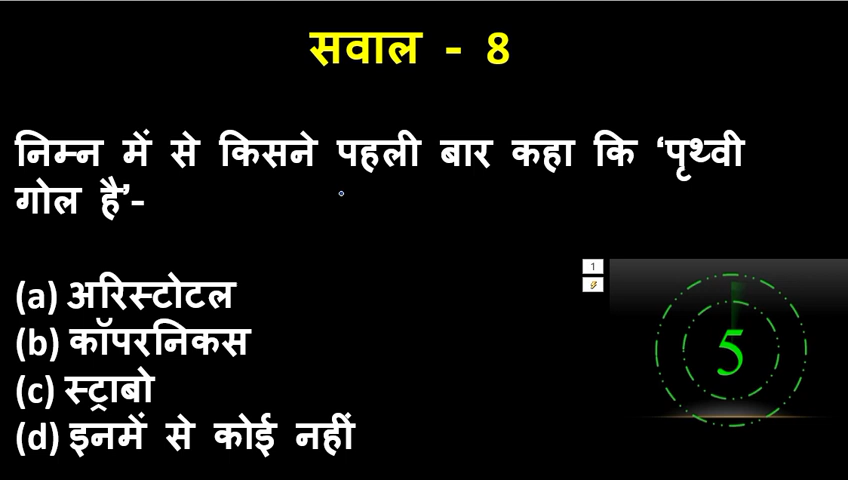 सवाल - 8
निम्न में से किसने पहली बार कहा कि ‘पृथ्वी
गोल है’-
(a) अरिस्टोटल
(b) कॉपरनिकस
(c) स्ट्राबो
(d) इनमें से कोई नहीं
1
5